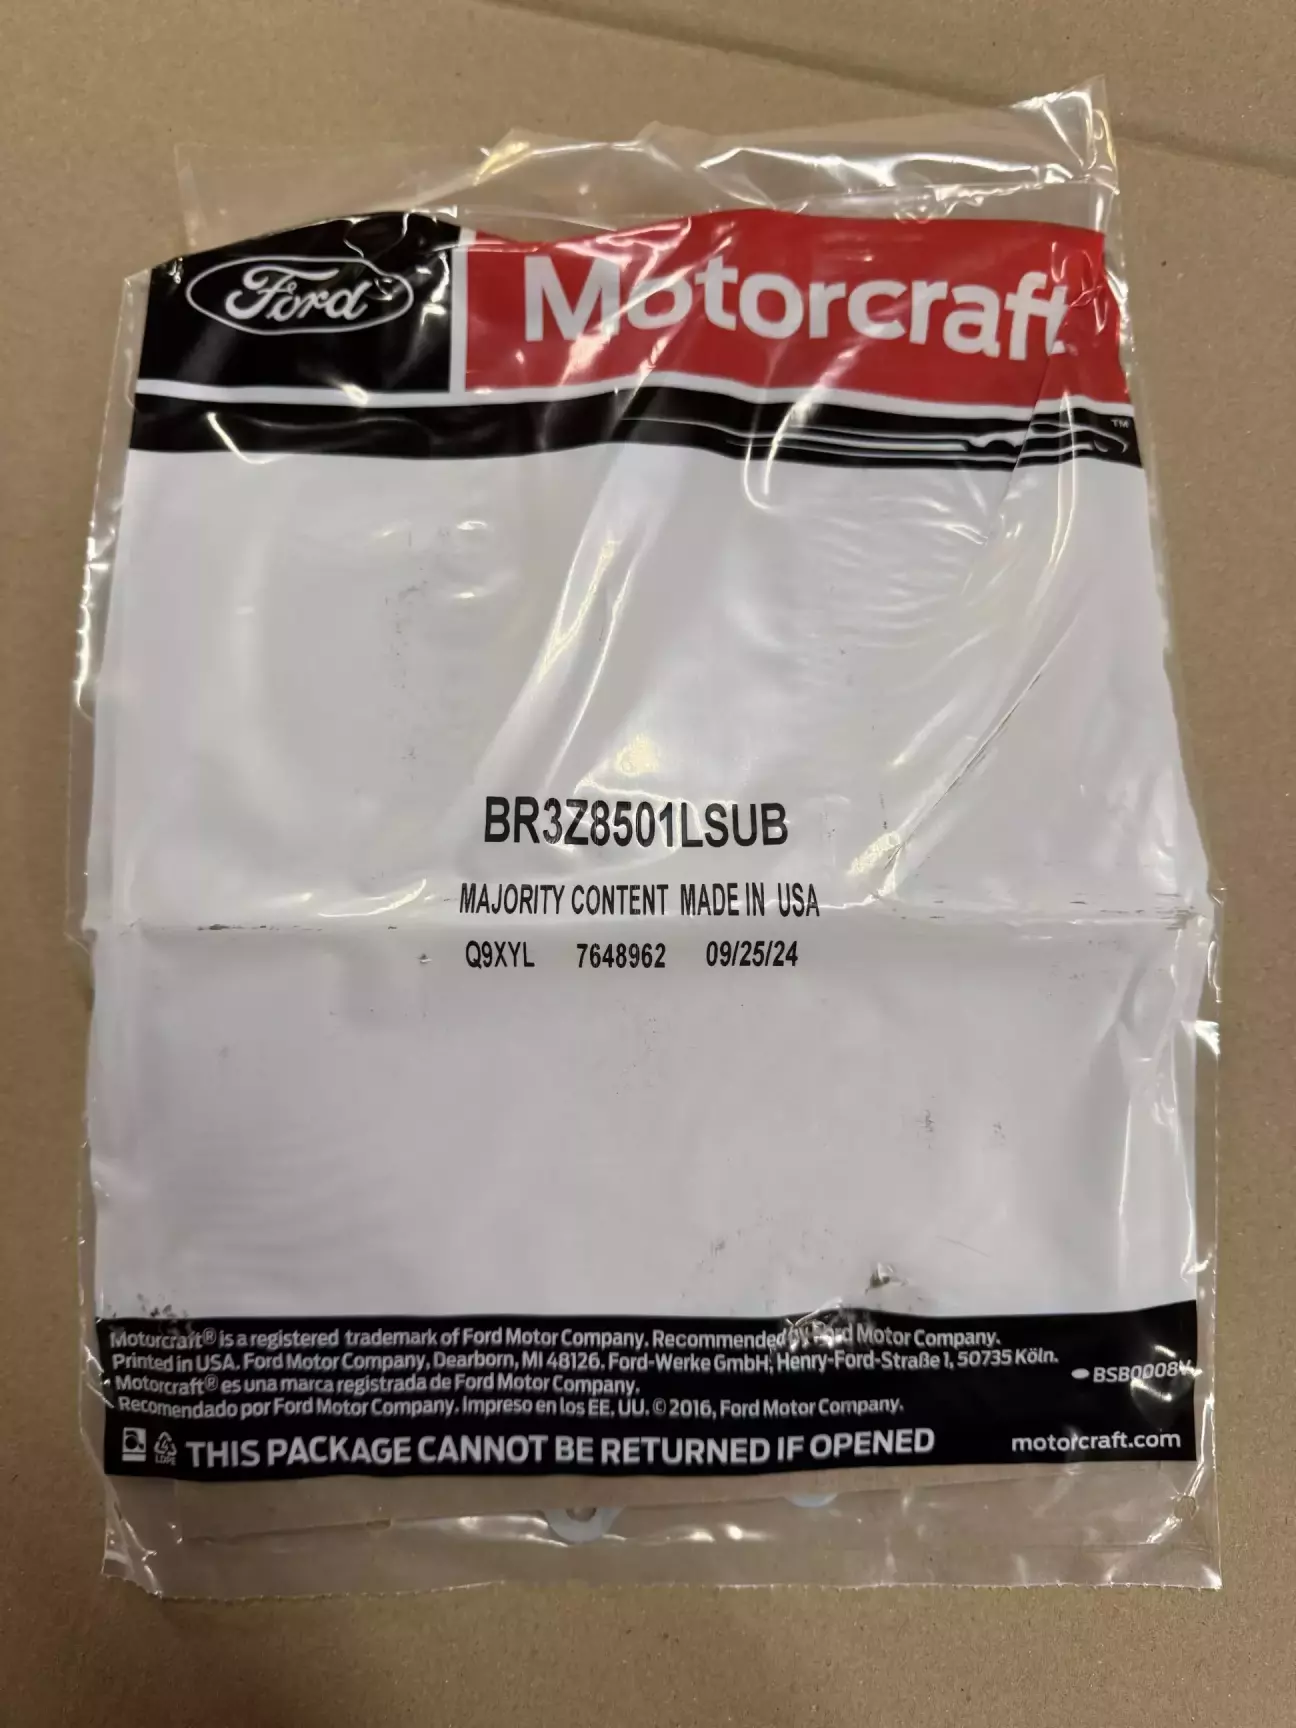 Ford
Motorcraft
TM
BR3Z8501LSUB
MAJORITY CONTENT MADE IN USA
Q9XYL 7648962 09/25/24
Motorcraft® is a registered trademark of Ford Motor Company. Recommended by Ford Motor Company.
Printed in USA. Ford Motor Company, Dearborn, MI 48126. Ford-Werke GmbH, Henry-Ford-Straße 1, 50735 Köln.
Motorcraft® es una marca registrada de Ford Motor Company.
Recomendado por Ford Motor Company. Impreso en los EE. UU. © 2016, Ford Motor Company.
BSB0008V
4
LDPE
THIS PACKAGE CANNOT BE RETURNED IF OPENED
motorcraft.com